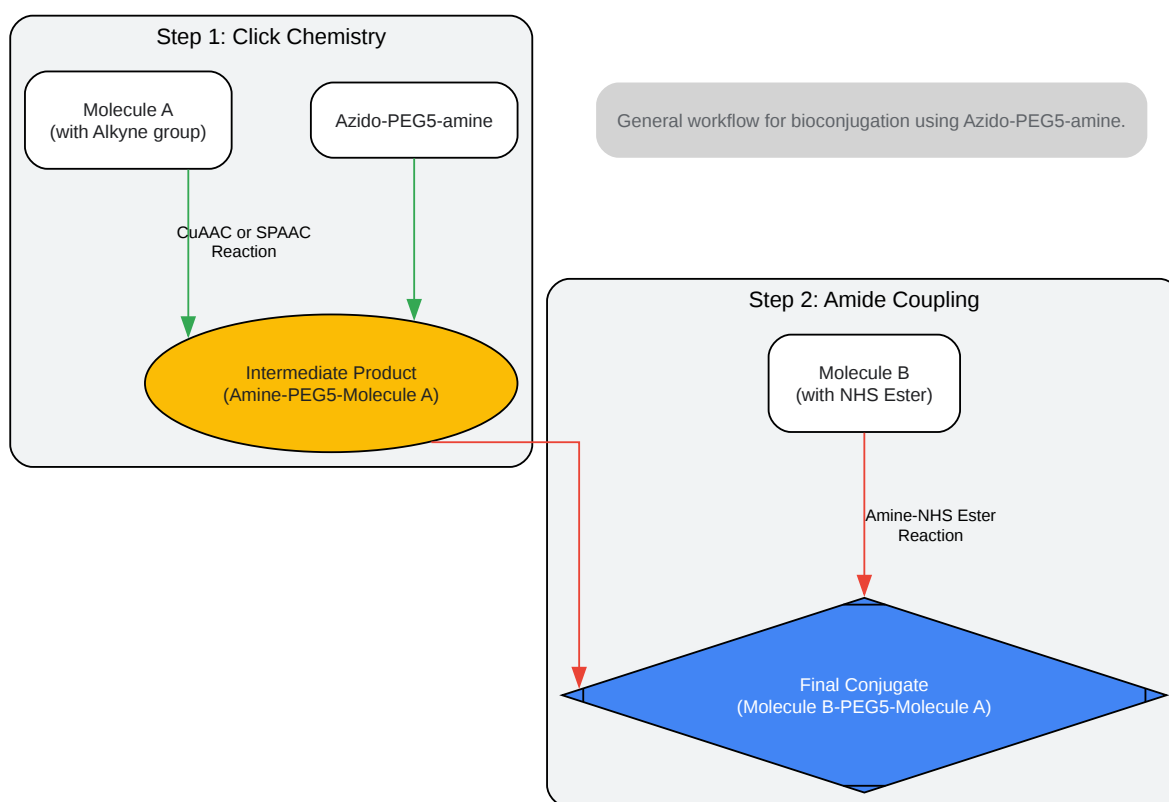 Step 1: Click Chemistry
Molecule A
(with Alkyne group)
Azido-PEG5-amine
General workflow for bioconjugation using Azido-PEG5-amine.
CuAAC or SPAAC
Reaction
Intermediate Product
(Amine-PEG5-Molecule A)
Step 2: Amide Coupling
Molecule B
(with NHS Ester)
Amine-NHS Ester
Reaction
Final Conjugate
(Molecule B-PEG5-Molecule A)